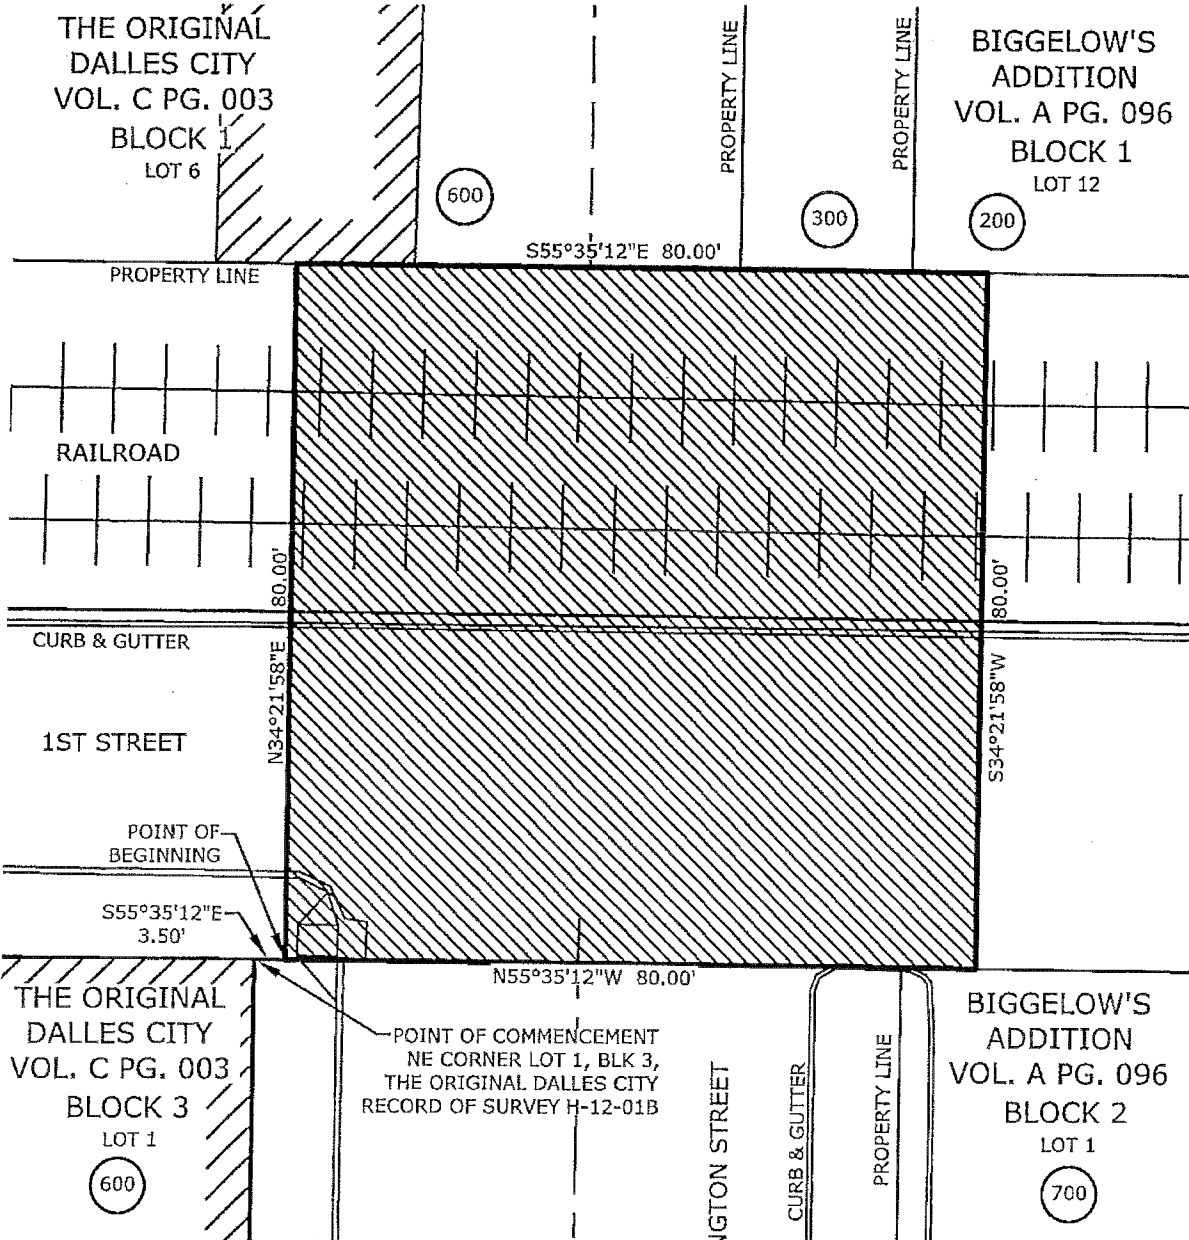 THE ORIGINAL
DALLES CITY
VOL. C PG. 003
BLOCK 1
LOT 6
600
PROPERTY LINE
PROPERTY LINE
300
BIGGELOW'S
ADDITION
VOL. A PG. 096
BLOCK 1
LOT 12
200
S55°35'12"E 80.00'
PROPERTY LINE
RAILROAD
N34°21'58"E 80.00'
S34°21'58"W 80.00'
CURB & GUTTER
1ST STREET
POINT OF
BEGINNING
S55°35'12"E
3.50'
N55°35'12"W 80.00'
THE ORIGINAL
DALLES CITY
VOL. C PG. 003
BLOCK 3
LOT 1
600
POINT OF COMMENCEMENT
NE CORNER LOT 1, BLK 3,
THE ORIGINAL DALLES CITY
RECORD OF SURVEY H-12-01B
NGTON STREET
CURB & GUTTER
PROPERTY LINE
BIGGELOW'S
ADDITION
VOL. A PG. 096
BLOCK 2
LOT 1
700